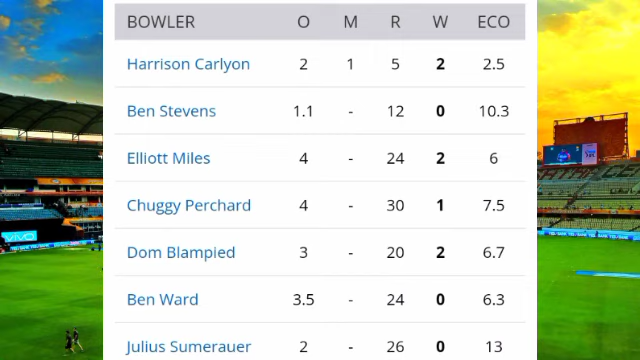 BOWLER O M R W ECO
Harrison Carlyon 2 1 5 2 2.5
Ben Stevens 1.1 - 12 0 10.3
Elliott Miles 4 - 24 2 6
Chuggy Perchard 4 - 30 1 7.5
Dom Blampied 3 - 20 2 6.7
Ben Ward 3.5 - 24 0 6.3
Julius Sumerauer 2 - 26 0 13
VIVO